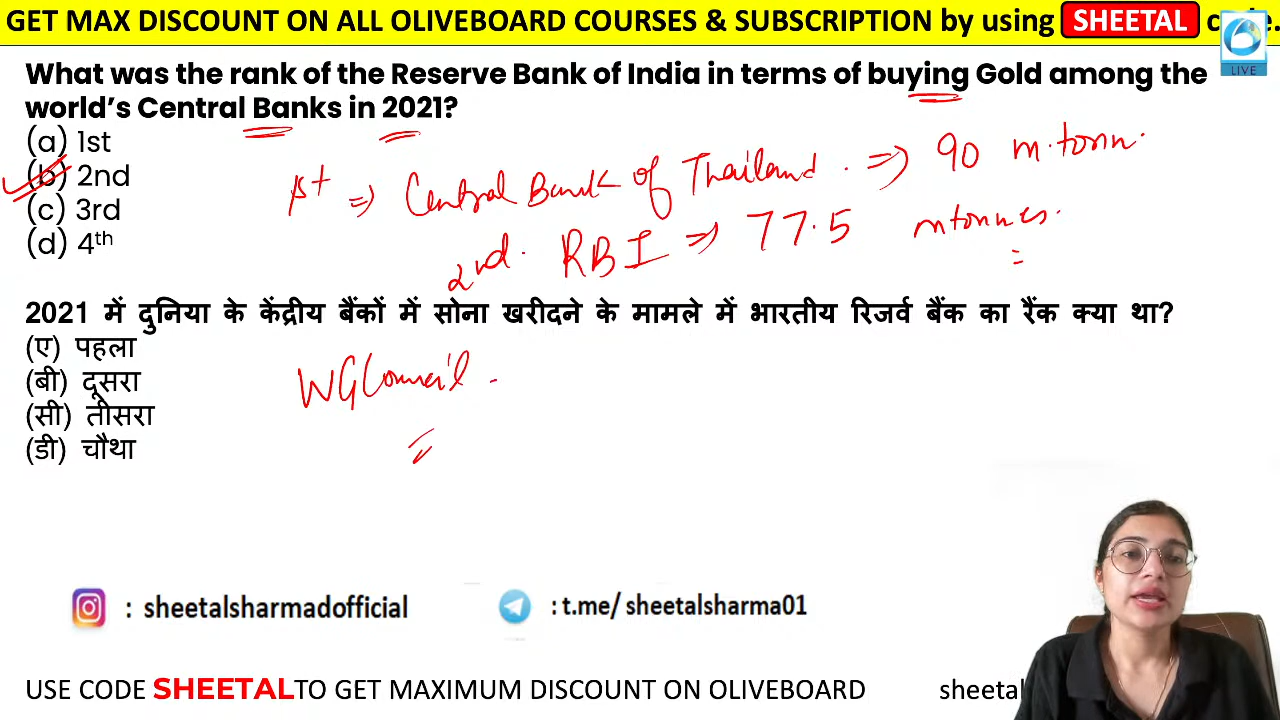 GET MAX DISCOUNT ON ALL OLIVEBOARD COURSES & SUBSCRIPTION by using SHEETAL code.
LIVE
What was the rank of the Reserve Bank of India in terms of buying Gold among the
world’s Central Banks in 2021?
(a) 1st
(b) 2nd
(c) 3rd
(d) 4th
1st => Central Bank of Thailand. => 90 m.tonn.
2nd. RBI => 77.5 mtonnes.
2021 में दुनिया के केंद्रीय बैंकों में सोना खरीदने के मामले में भारतीय रिजर्व बैंक का रैंक क्या था?
(ए) पहला
(बी) दूसरा
(सी) तीसरा
(डी) चौथा
WGCouncil.
: sheetalsharmadofficial
: t.me/ sheetalsharma01
USE CODE SHEETAL TO GET MAXIMUM DISCOUNT ON OLIVEBOARD